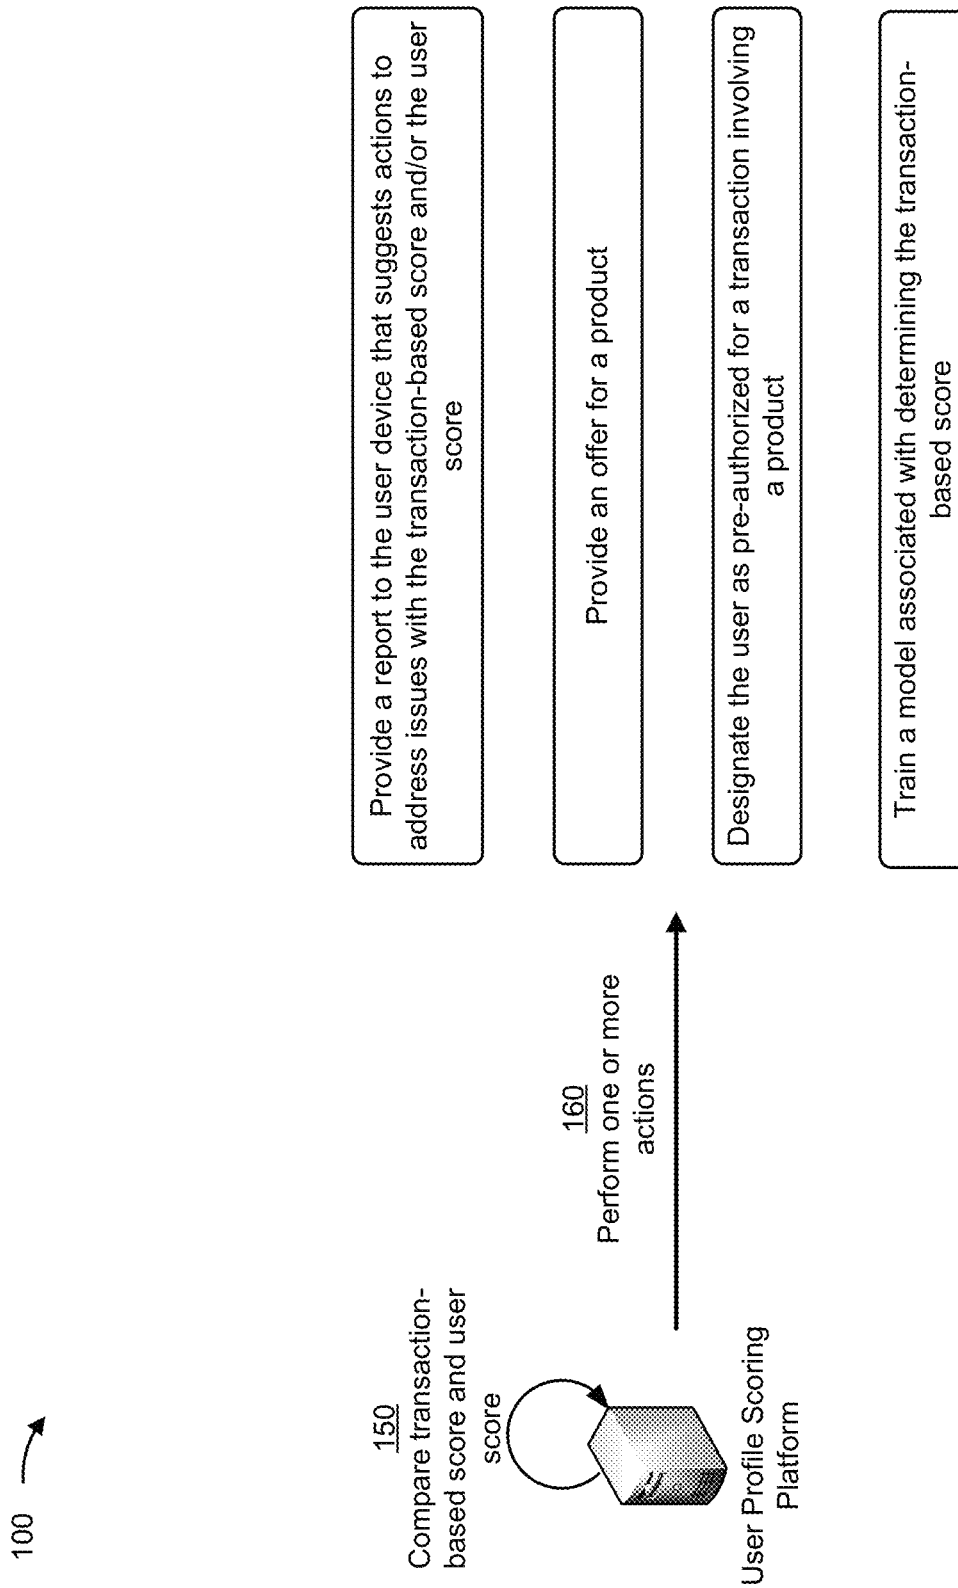 100
150
Compare transaction-
based score and user
score
User Profile Scoring
Platform
160
Perform one or more
actions
Provide a report to the user device that suggests actions to
address issues with the transaction-based score and/or the user
score
Provide an offer for a product
Designate the user as pre-authorized for a transaction involving
a product
Train a model associated with determining the transaction-
based score